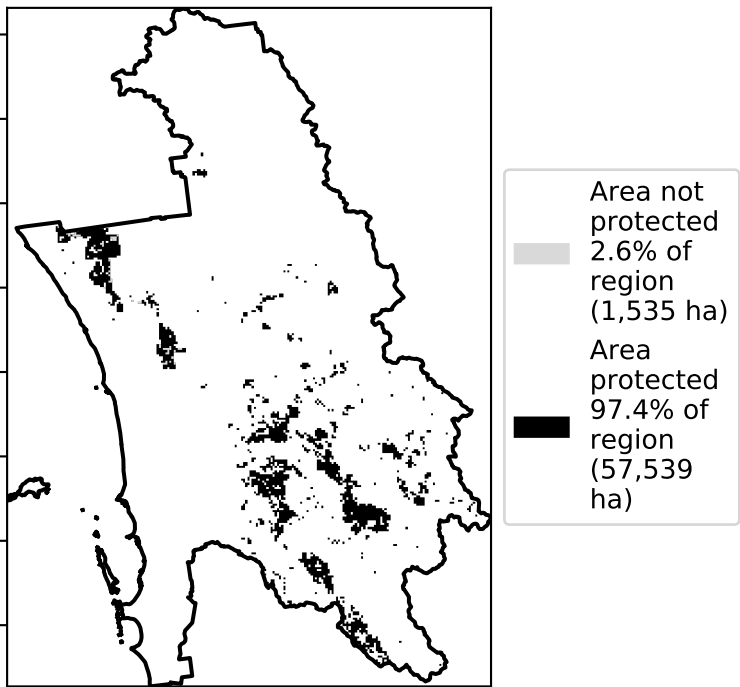 Area not
protected
2.6% of
region
(1,535 ha)
Area
protected
97.4% of
region
(57,539
ha)